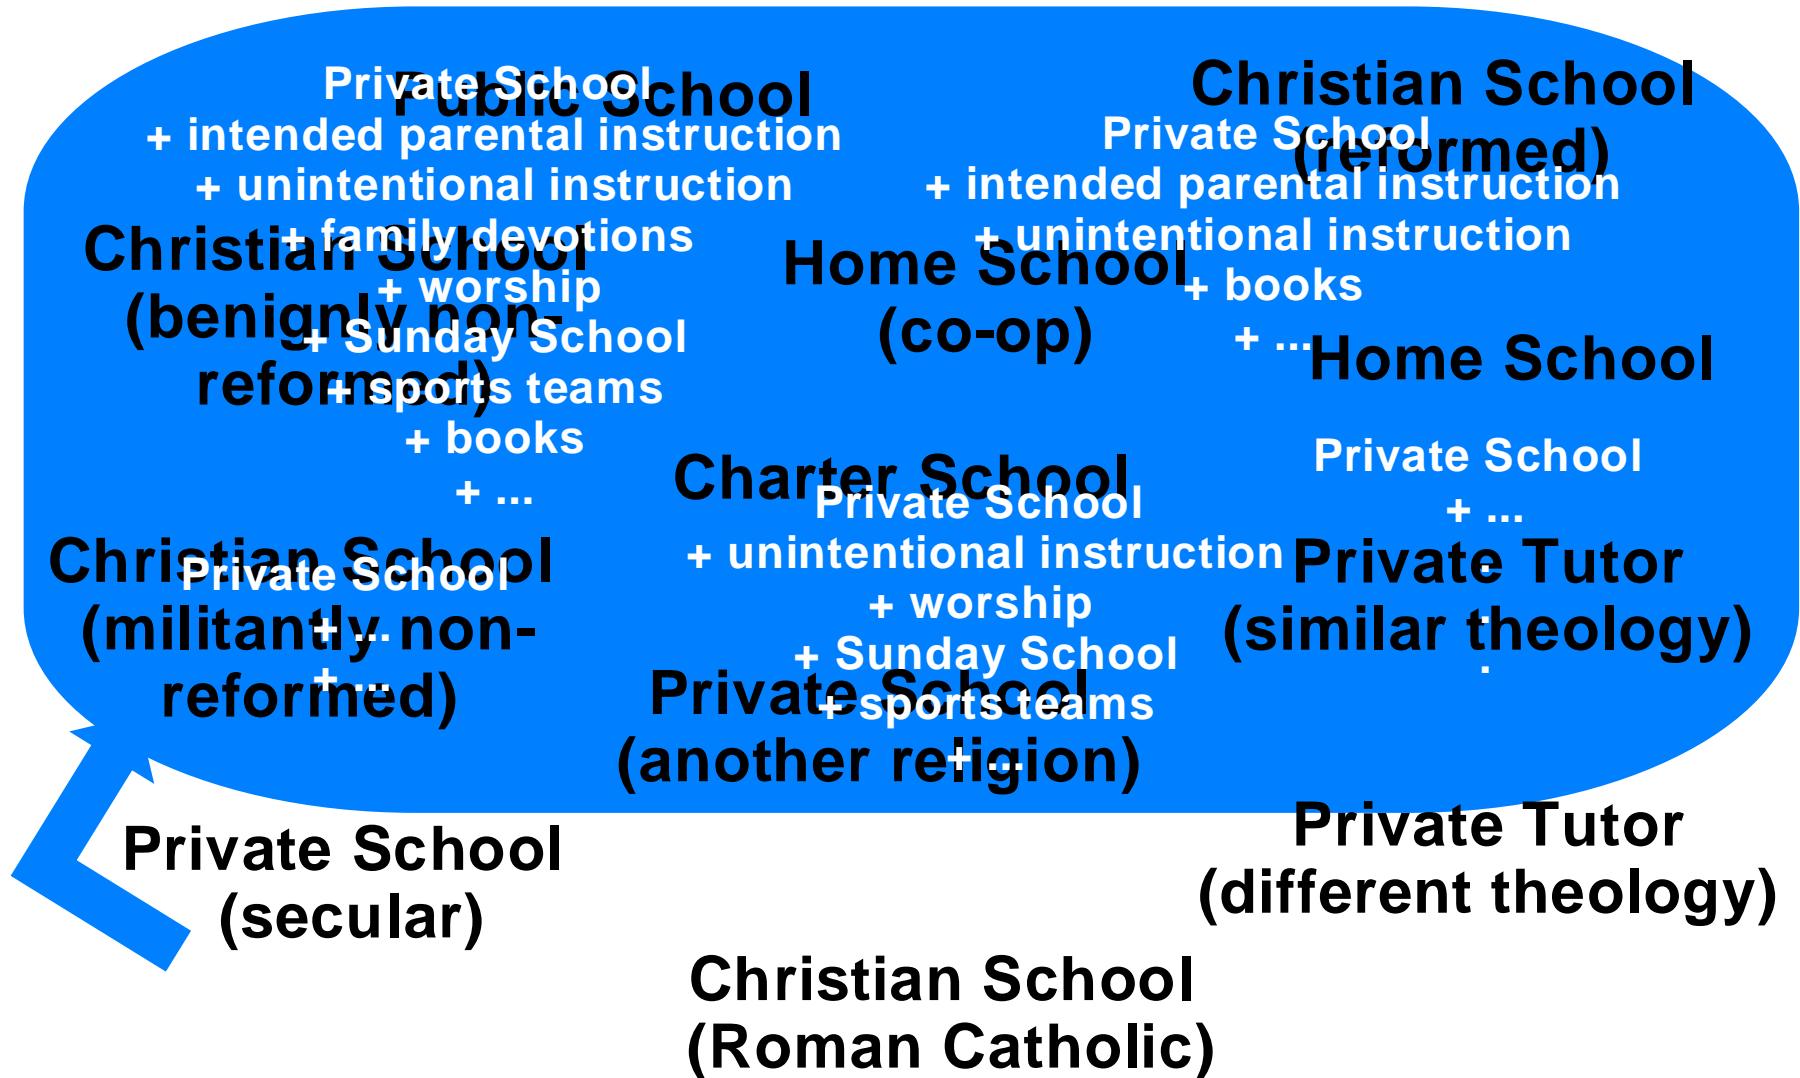 Public School
Christian School
(reformed)
Christian School
(benignly non-
reformed)
Home School
(co-op)
Home School
Charter School
Christian School
(militantly non-
reformed)
Private Tutor
(similar theology)
Private School
(another religion)
Private School
(secular)
Private Tutor
(different theology)
Christian School
(Roman Catholic)
Private School
+ intended parental instruction
+ unintentional instruction
+ family devotions
+ worship
+ Sunday School
+ sports teams
+ books
+ ...
Private School
+ intended parental instruction
+ unintentional instruction
+ books
+ ...
Private School
+ ...
.
.
.
Private School
+ unintentional instruction
+ worship
+ Sunday School
+ sports teams
+ ...
Private School
+ ...
+ ...